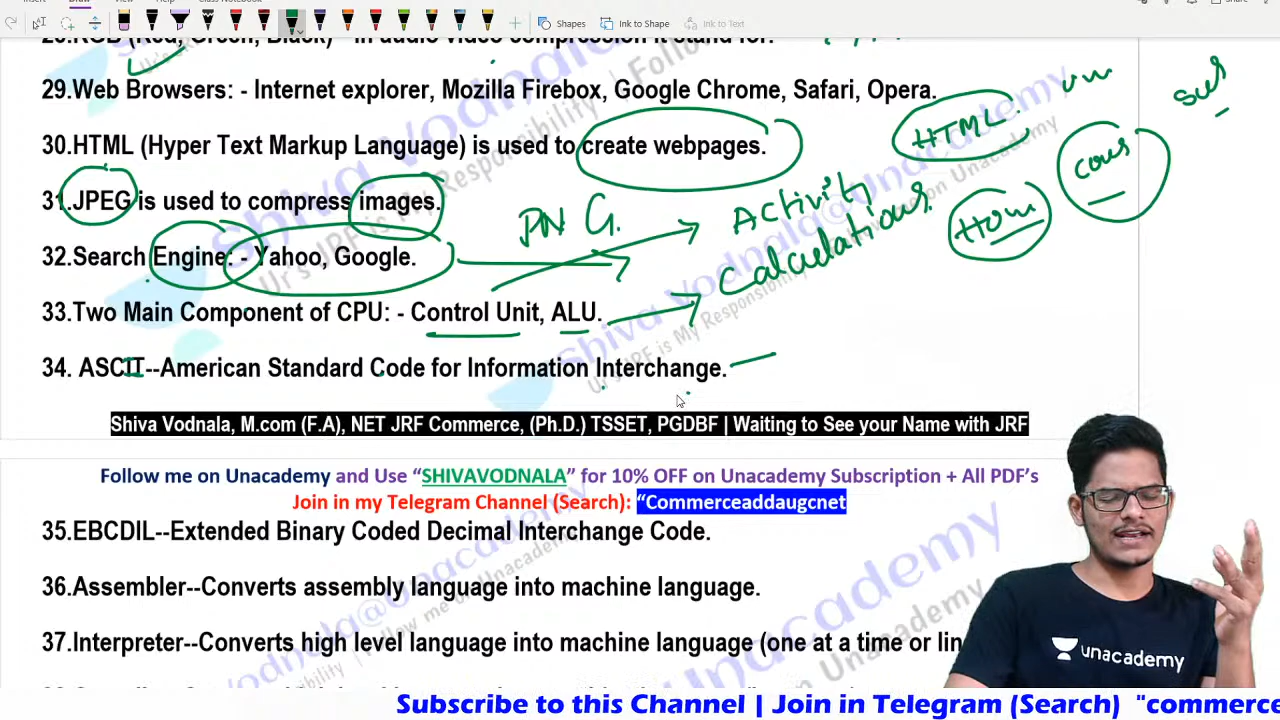 Draw
Shapes
Ink to Shape
Ink to Text
29.Web Browsers: - Internet explorer, Mozilla Firebox, Google Chrome, Safari, Opera.
30.HTML (Hyper Text Markup Language) is used to create webpages.
HTML
31.JPEG is used to compress images.
PNG.
Activity
32.Search Engine: - Yahoo, Google.
Calculations
33.Two Main Component of CPU: - Control Unit, ALU.
34. ASCII--American Standard Code for Information Interchange.
Shiva Vodnala, M.com (F.A), NET JRF Commerce, (Ph.D.) TSSET, PGDBF | Waiting to See your Name with JRF
Follow me on Unacademy and Use “SHIVAVODNALA” for 10% OFF on Unacademy Subscription + All PDF’s
Join in my Telegram Channel (Search): “Commerceaddaugcnet
35.EBCDIL--Extended Binary Coded Decimal Interchange Code.
36.Assembler--Converts assembly language into machine language.
37.Interpreter--Converts high level language into machine language (one at a time or lin
unacademy
Subscribe to this Channel | Join in Telegram (Search) "commerce